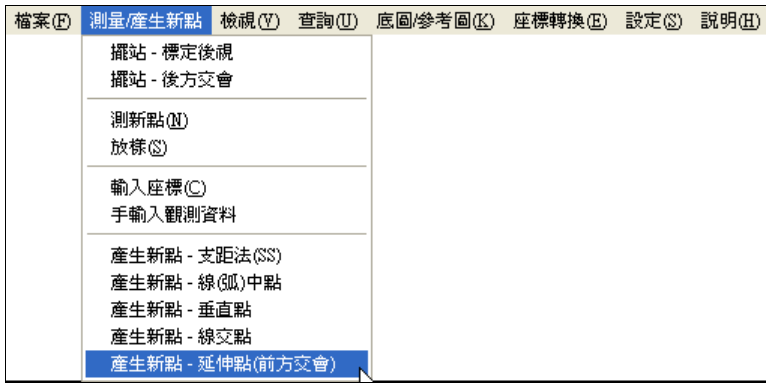 檔案(F) 測量/產生新點 檢視(V) 查詢(U) 底圖/參考圖(K) 座標轉換(E) 設定(S) 說明(H)
擺站 - 標定後視
擺站 - 後方交會
測新點(N)
放樣(S)
輸入座標(C)
手輸入觀測資料
產生新點 - 支距法(SS)
產生新點 - 線(弧)中點
產生新點 - 垂直點
產生新點 - 線交點
產生新點 - 延伸點(前方交會)